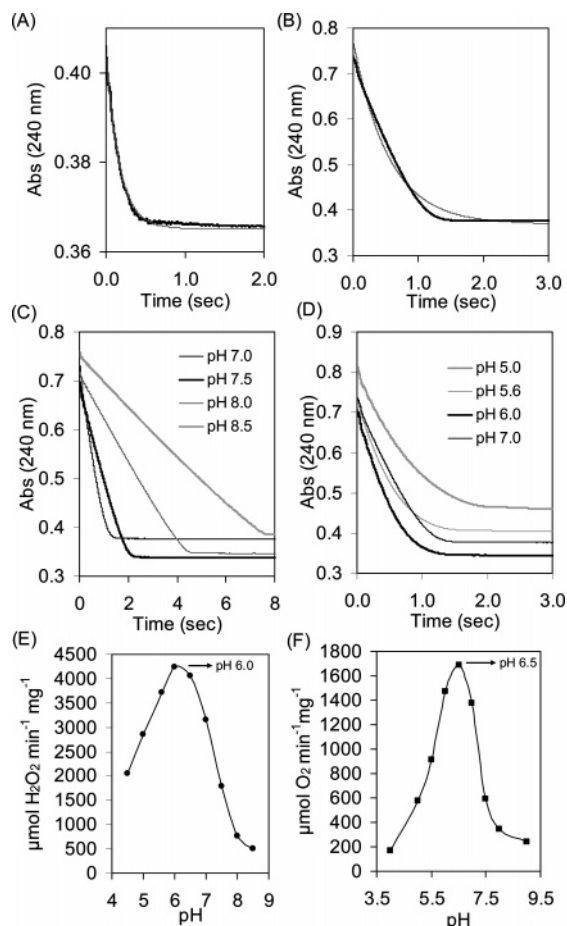 (A)
Abs (240 nm)
0.40
0.38
0.36
0.0 1.0 2.0
Time (sec)
(B)
Abs (240 nm)
0.8
0.7
0.6
0.5
0.4
0.3
0.0 1.0 2.0 3.0
Time (sec)
(C)
Abs (240 nm)
0.8
0.7
0.6
0.5
0.4
0.3
pH 7.0
pH 7.5
pH 8.0
pH 8.5
0 2 4 6 8
Time (sec)
(D)
Abs (240 nm)
0.9
0.8
0.7
0.6
0.5
0.4
0.3
pH 5.0
pH 5.6
pH 6.0
pH 7.0
0.0 1.0 2.0 3.0
Time (sec)
(E)
μmol H₂O₂ min⁻¹mg⁻¹
4500
4000
3500
3000
2500
2000
1500
1000
500
0
pH 6.0
4 5 6 7 8 9
pH
(F)
μmol O₂ min⁻¹mg⁻¹
1800
1600
1400
1200
1000
800
600
400
200
0
pH 6.5
3.5 5.5 7.5 9.5
pH